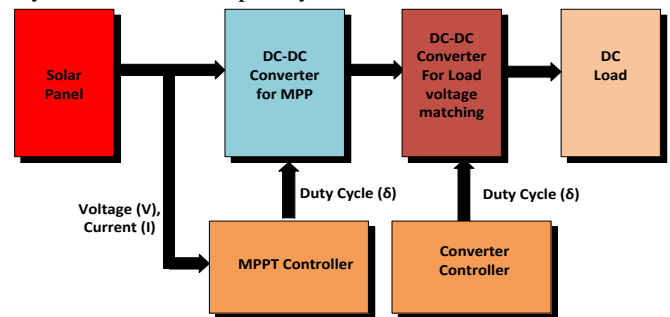 Solar
Panel
DC-DC
Converter
for MPP
DC-DC
Converter
For Load
voltage
matching
DC
Load
Voltage (V),
Current (I)
Duty Cycle (δ)
Duty Cycle (δ)
MPPT Controller
Converter
Controller